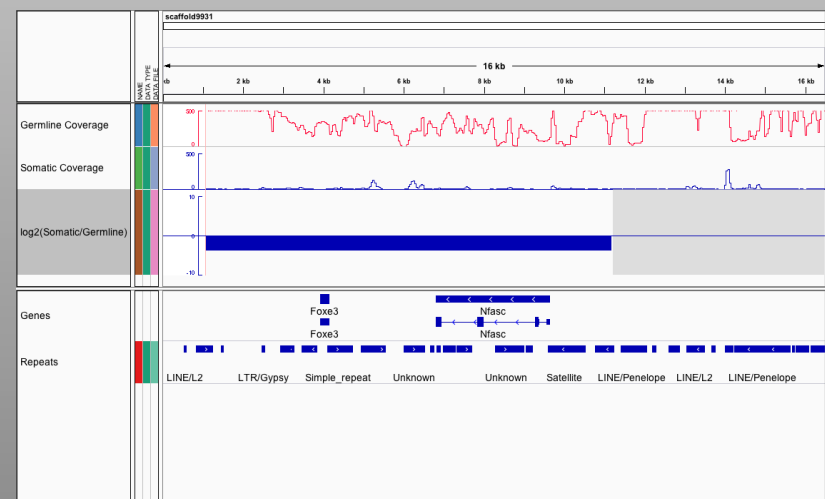 scaffold9931
16 kb
kb 2 kb 4 kb 6 kb 8 kb 10 kb 12 kb 14 kb 16 kb
NAME
DATA TYPE
DATA FILE
Germline Coverage
500
0
Somatic Coverage
500
0
log2(Somatic/Germline)
10
0
-10
Genes
Foxe3 Nfasc
Foxe3 Nfasc
Repeats
LINE/L2 LTR/Gypsy Simple_repeat Unknown Unknown Satellite LINE/Penelope LINE/L2 LINE/Penelope